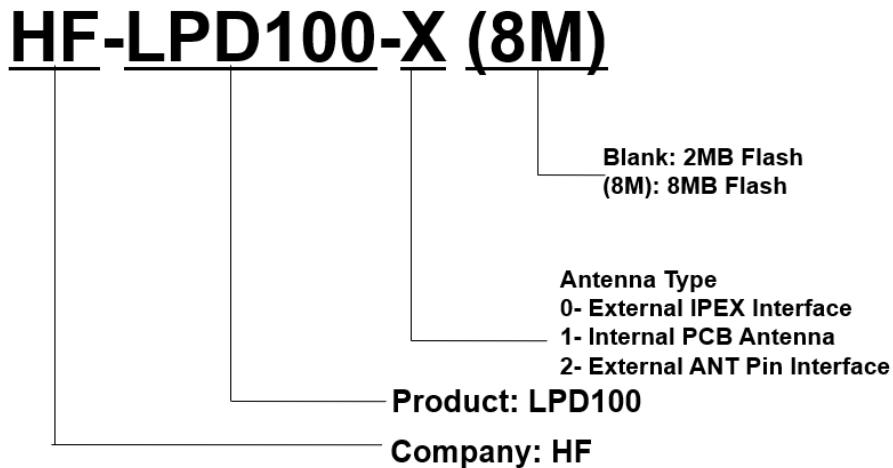 HF-LPD100-X (8M)
Blank: 2MB Flash
(8M): 8MB Flash
Antenna Type
0- External IPEX Interface
1- Internal PCB Antenna
2- External ANT Pin Interface
Product: LPD100
Company: HF